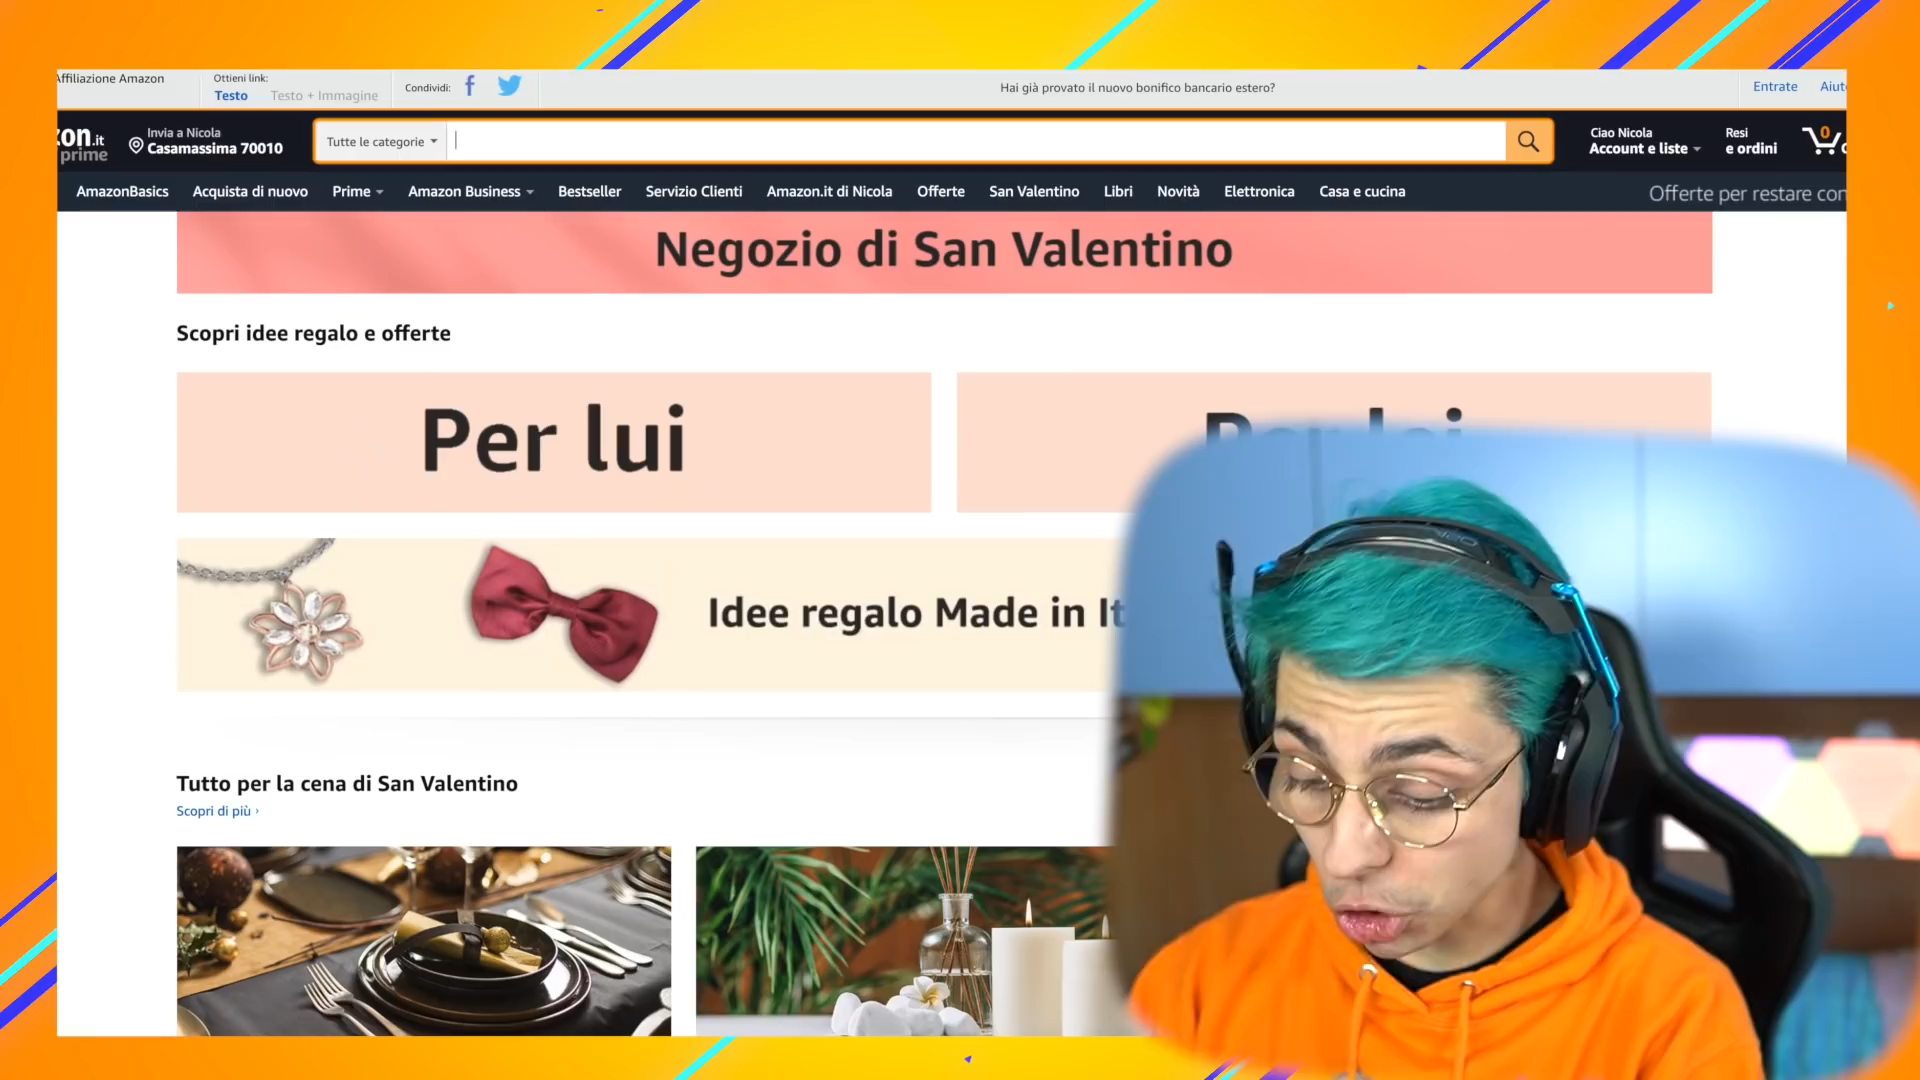 Affiliazione Amazon
Ottieni link:
Testo Testo + Immagine
Condividi:
Hai già provato il nuovo bonifico bancario estero?
Entrate
zon.it
prime
Invia a Nicola
Casamassima 70010
Tutte le categorie
Ciao Nicola
Account e liste
Resi
e ordini
0
AmazonBasics Acquista di nuovo Prime Amazon Business Bestseller Servizio Clienti Amazon.it di Nicola Offerte San Valentino Libri Novità Elettronica Casa e cucina Offerte per restare con
Negozio di San Valentino
Scopri idee regalo e offerte
Per lui
Per lei
Idee regalo Made in It
Tutto per la cena di San Valentino
Scopri di più ›